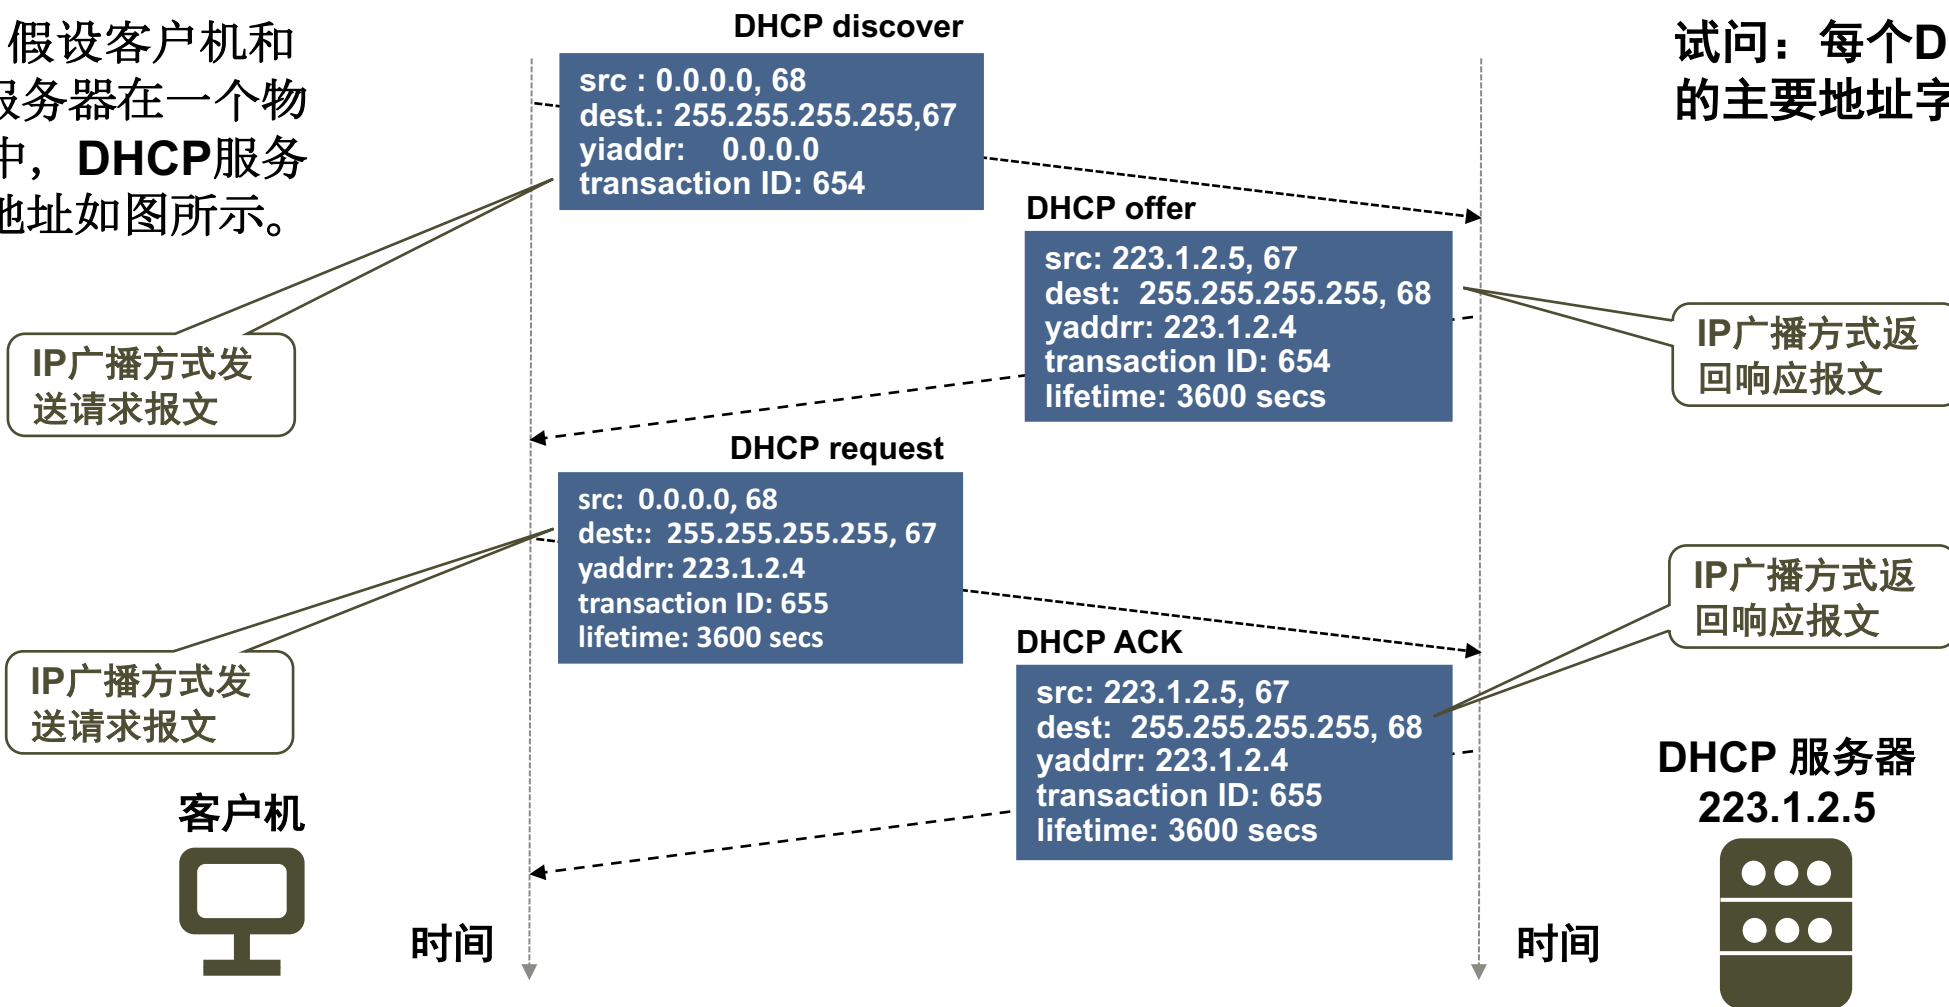 假设客户机和
服务器在一个物
中，DHCP服务
地址如图所示。
DHCP discover
src : 0.0.0.0, 68
dest.: 255.255.255.255,67
yiaddr: 0.0.0.0
transaction ID: 654
试问：每个D
的主要地址字
DHCP offer
src: 223.1.2.5, 67
dest: 255.255.255.255, 68
yaddrr: 223.1.2.4
transaction ID: 654
lifetime: 3600 secs
IP广播方式发
送请求报文
IP广播方式返
回响应报文
DHCP request
src: 0.0.0.0, 68
dest:: 255.255.255.255, 67
yaddrr: 223.1.2.4
transaction ID: 655
lifetime: 3600 secs
IP广播方式返
回响应报文
DHCP ACK
src: 223.1.2.5, 67
dest: 255.255.255.255, 68
yaddrr: 223.1.2.4
transaction ID: 655
lifetime: 3600 secs
IP广播方式发
送请求报文
DHCP 服务器
223.1.2.5
客户机
时间
时间